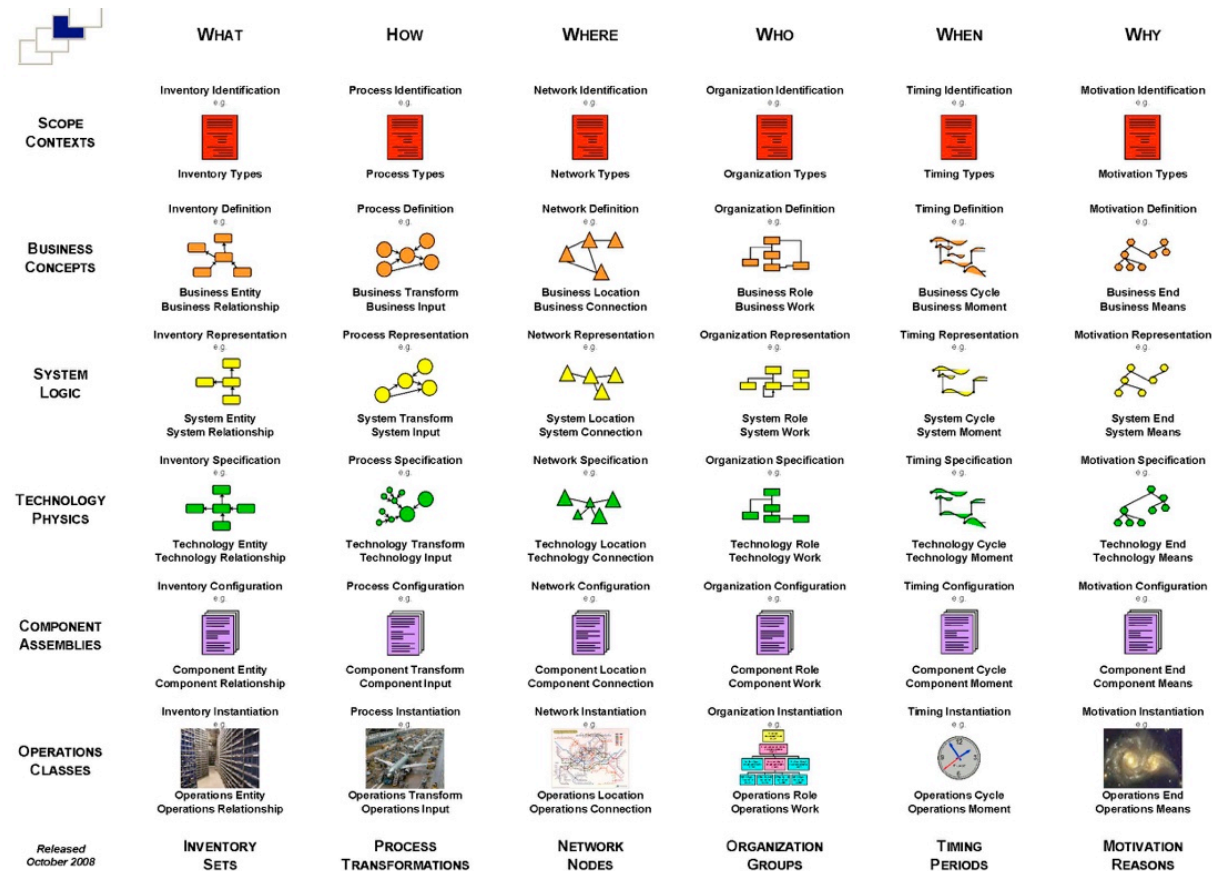 WHAT HOW WHERE WHO WHEN WHY
Inventory Identification Process Identification Network Identification Organization Identification Timing Identification Motivation Identification
e.g. e.g. e.g. e.g. e.g. e.g.
SCOPE
CONTEXTS
Inventory Types Process Types Network Types Organization Types Timing Types Motivation Types
Inventory Definition Process Definition Network Definition Organization Definition Timing Definition Motivation Definition
e.g. e.g. e.g. e.g. e.g. e.g.
BUSINESS
CONCEPTS
Business Entity Business Transform Business Location Business Role Business Cycle Business End
Business Relationship Business Input Business Connection Business Work Business Moment Business Means
Inventory Representation Process Representation Network Representation Organization Representation Timing Representation Motivation Representation
e.g. e.g. e.g. e.g. e.g. e.g.
SYSTEM
LOGIC
System Entity System Transform System Location System Role System Cycle System End
System Relationship System Input System Connection System Work System Moment System Means
Inventory Specification Process Specification Network Specification Organization Specification Timing Specification Motivation Specification
e.g. e.g. e.g. e.g. e.g. e.g.
TECHNOLOGY
PHYSICS
Technology Entity Technology Transform Technology Location Technology Role Technology Cycle Technology End
Technology Relationship Technology Input Technology Connection Technology Work Technology Moment Technology Means
Inventory Configuration Process Configuration Network Configuration Organization Configuration Timing Configuration Motivation Configuration
e.g. e.g. e.g. e.g. e.g. e.g.
COMPONENT
ASSEMBLIES
Component Entity Component Transform Component Location Component Role Component Cycle Component End
Component Relationship Component Input Component Connection Component Work Component Moment Component Means
Inventory Instantiation Process Instantiation Network Instantiation Organization Instantiation Timing Instantiation Motivation Instantiation
e.g. e.g. e.g. e.g. e.g. e.g.
OPERATIONS
CLASSES
Operations Entity Operations Transform Operations Location Operations Role Operations Cycle Operations End
Operations Relationship Operations Input Operations Connection Operations Work Operations Moment Operations Means
Released
October 2008
INVENTORY PROCESS NETWORK ORGANIZATION TIMING MOTIVATION
SETS TRANSFORMATIONS NODES GROUPS PERIODS REASONS